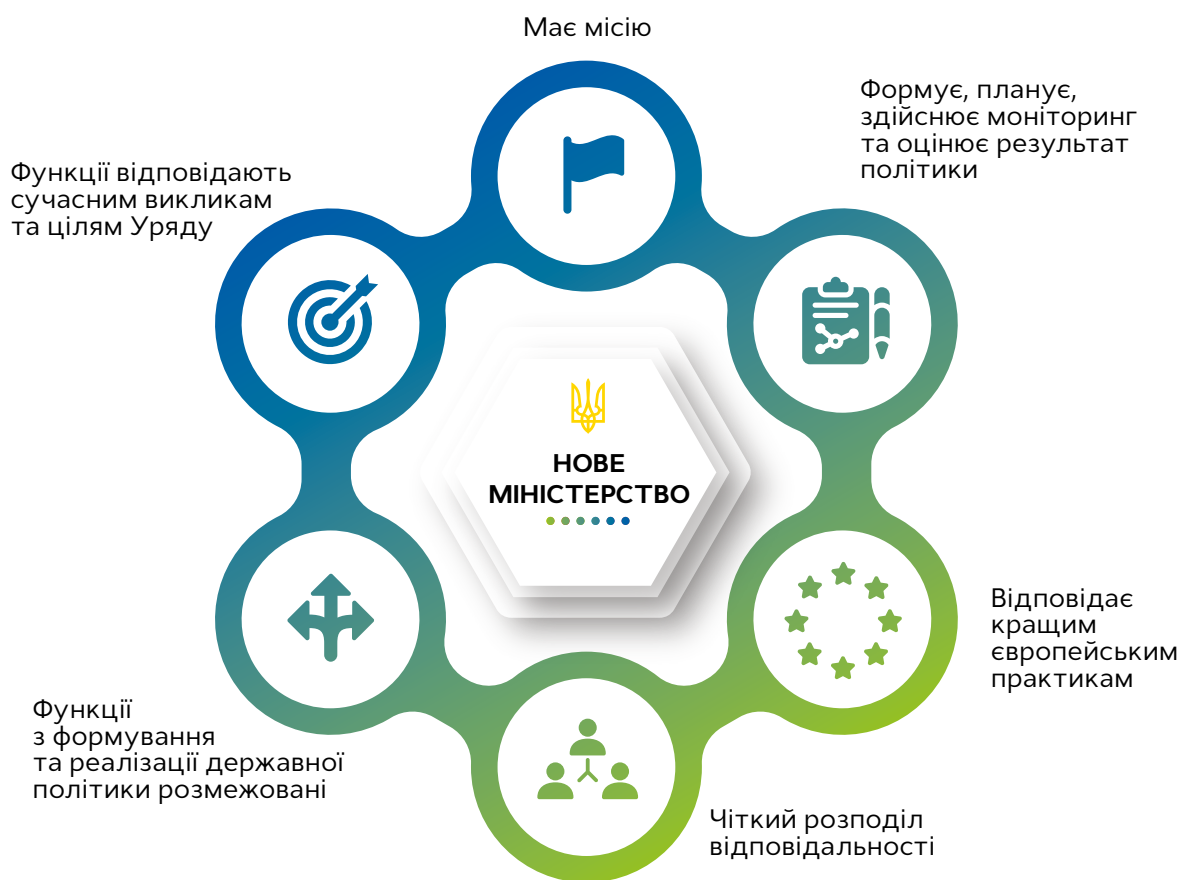 Має місію
Формує, планує,
здійснює моніторинг
та оцінює результат
політики
Функції відповідають
сучасним викликам
та цілям Уряду
НОВЕ
МІНІСТЕРСТВО
Відповідає
кращим
європейським
практикам
Функції
з формування
та реалізації державної
політики розмежовані
Чіткий розподіл
відповідальності